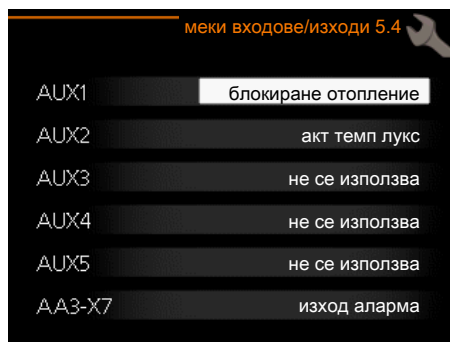 меки входове/изходи 5.4
AUX1 блокиране отопление
AUX2 акт темп лукс
AUX3 не се използва
AUX4 не се използва
AUX5 не се използва
AA3-X7 изход аларма